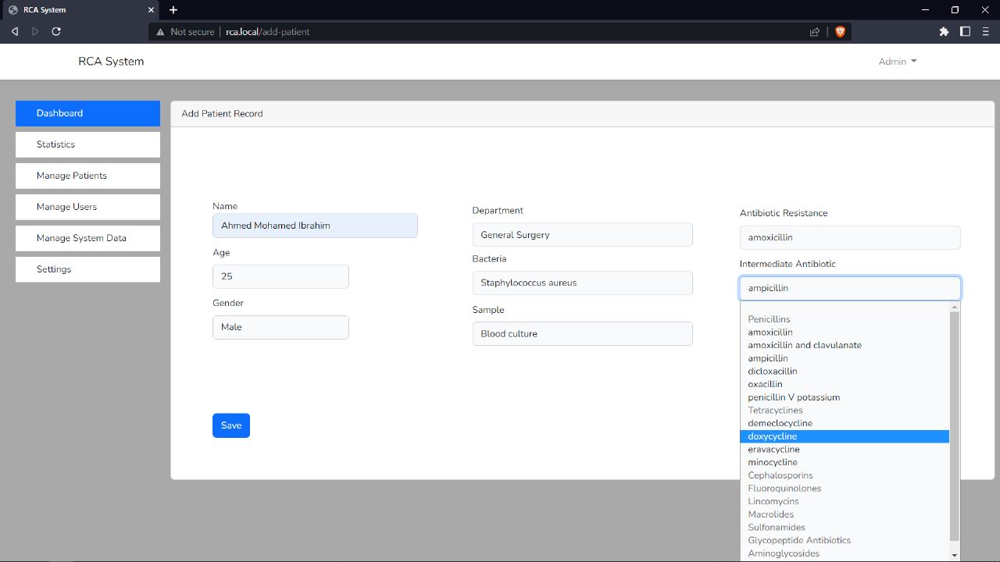 RCA System
Not secure rca.local/add-patient
RCA System
Admin
Dashboard
Statistics
Manage Patients
Manage Users
Manage System Data
Settings
Add Patient Record
Name
Ahmed Mohamed Ibrahim
Age
25
Gender
Male
Save
Department
General Surgery
Bacteria
Staphylococcus aureus
Sample
Blood culture
Antibiotic Resistance
amoxicillin
Intermediate Antibiotic
ampicillin
Penicillins
amoxicillin
amoxicillin and clavulanate
ampicillin
dicloxacillin
oxacillin
penicillin V potassium
Tetracyclines
demeclocycline
doxycycline
eravacycline
minocycline
Cephalosporins
Fluoroquinolones
Lincomycins
Macrolides
Sulfonamides
Glycopeptide Antibiotics
Aminoglycosides